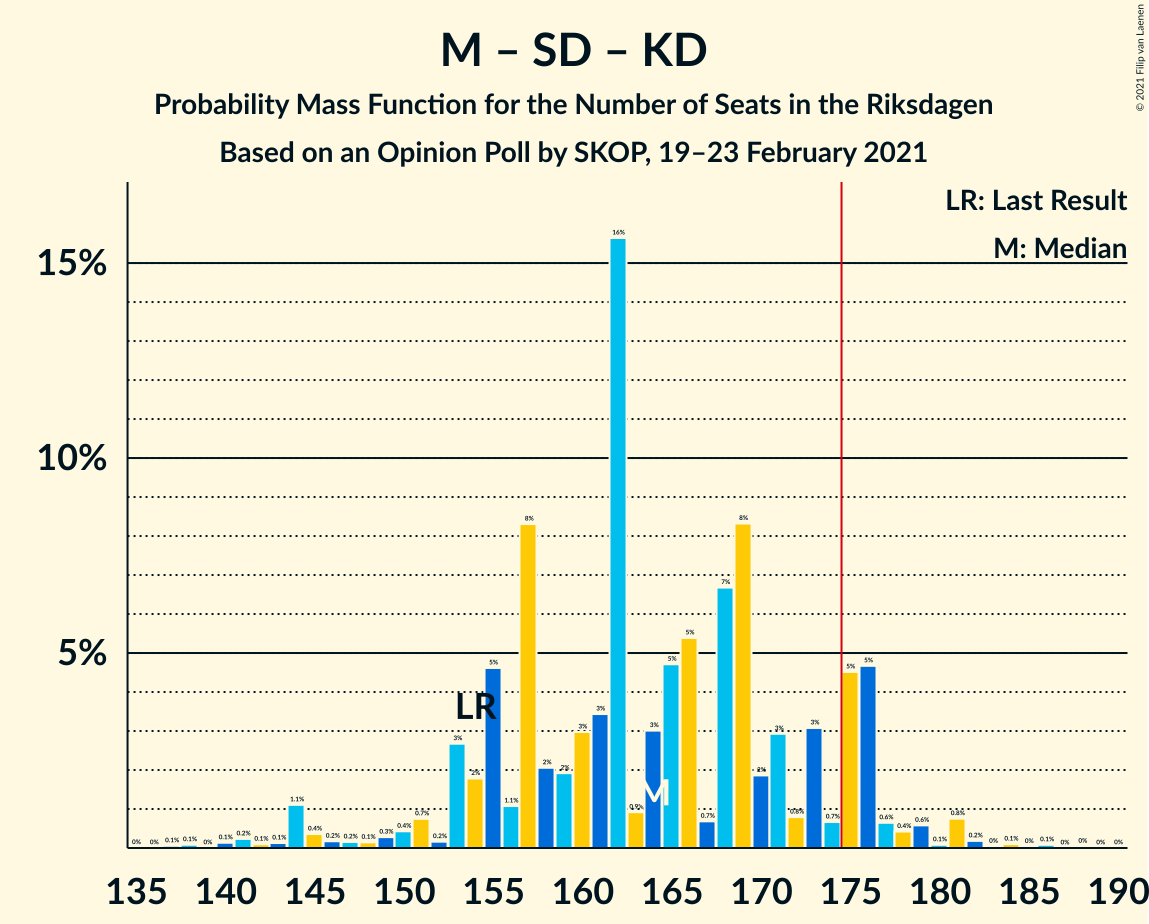 M – SD – KD
Probability Mass Function for the Number of Seats in the Riksdagen
Based on an Opinion Poll by SKOP, 19–23 February 2021
© 2021 Filip van Laenen
LR: Last Result
M: Median
15%
10%
5%
LR
M
0% 0% 0.1% 0.1% 0% 0.1% 0.2% 0.1% 0.1% 1.1% 0.4% 0.2% 0.2% 0.1% 0.3% 0.4% 0.7% 0.2% 3% 2% 5% 1.1% 8% 2% 2% 3% 3% 16% 0.9% 3% 5% 5% 0.7% 7% 8% 2% 3% 0.8% 3% 0.7% 5% 5% 0.6% 0.4% 0.6% 0.1% 0.8% 0.2% 0% 0.1% 0% 0.1% 0% 0% 0% 0%
135 140 145 150 155 160 165 170 175 180 185 190